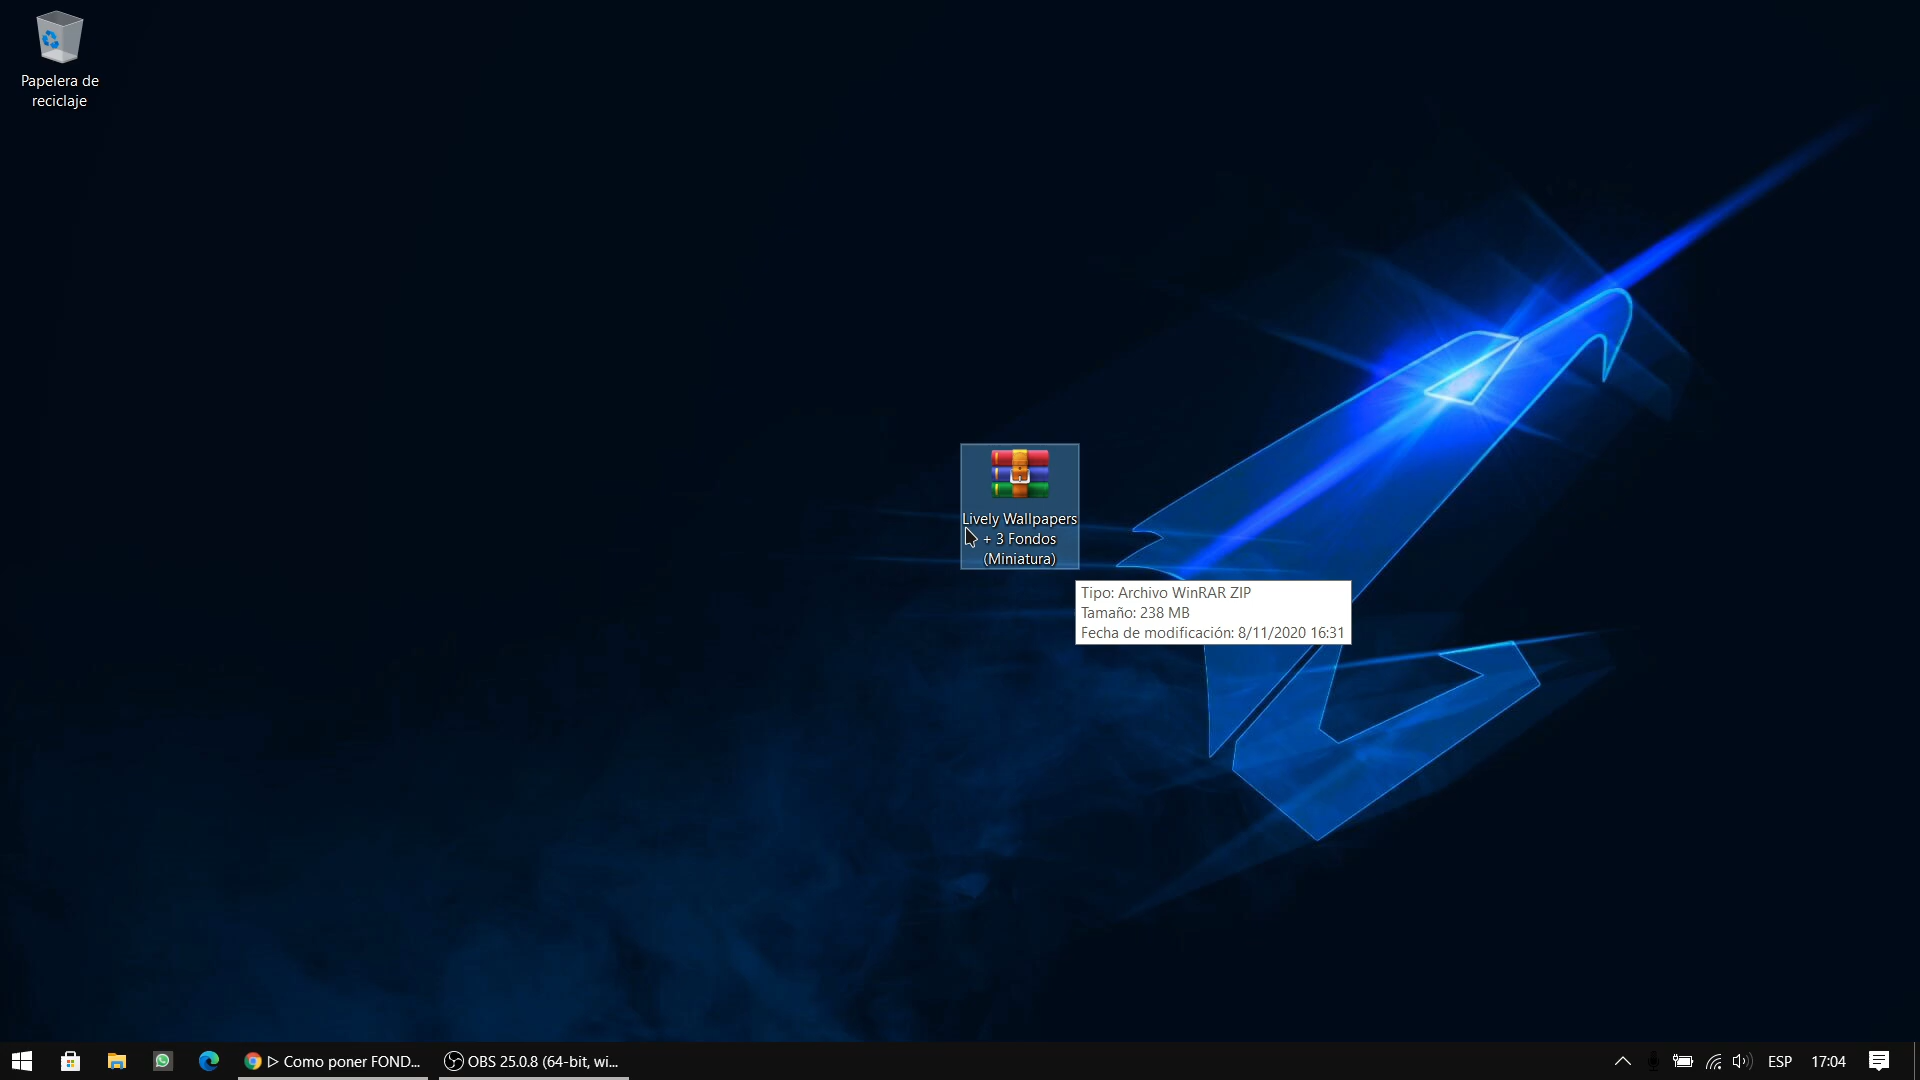 Papelera de
reciclaje
Lively Wallpapers
+ 3 Fondos
(Miniatura)
Tipo: Archivo WinRAR ZIP
Tamaño: 238 MB
Fecha de modificación: 8/11/2020 16:31
▷ Como poner FOND...
OBS 25.0.8 (64-bit, wi...
ESP
17:04